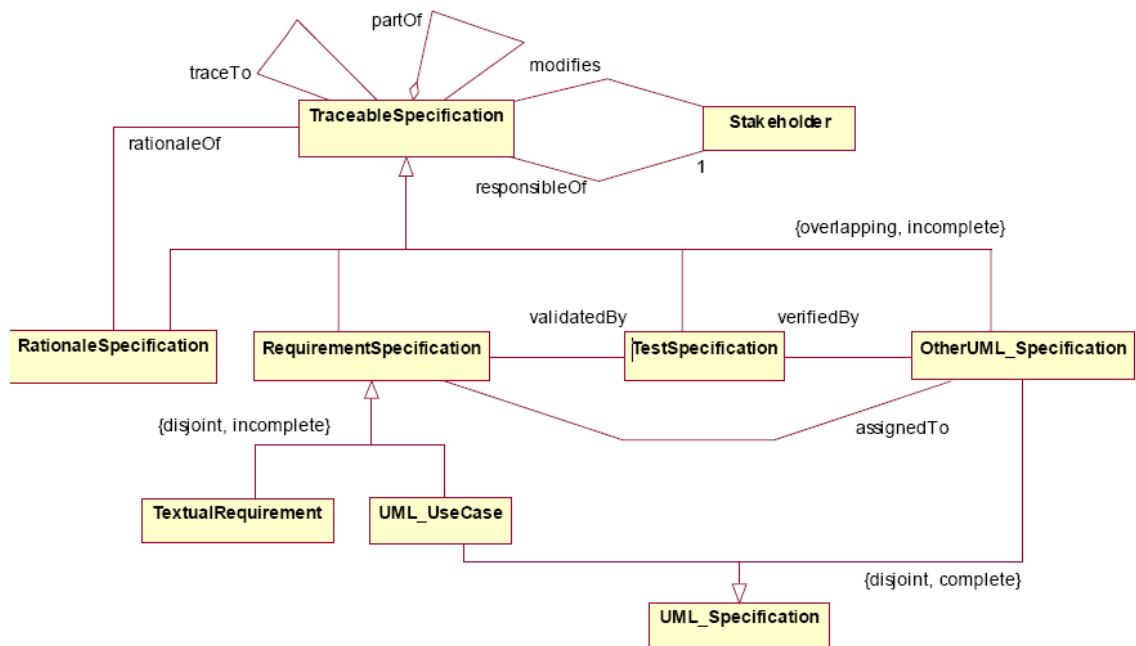 partOf
traceTo
modifies
TraceableSpecification
Stakeholder
rationaleOf
responsibleOf
1
{overlapping, incomplete}
validatedBy
verifiedBy
RationaleSpecification
RequirementSpecification
TestSpecification
OtherUML_Specification
{disjoint, incomplete}
assignedTo
TextualRequirement
UML_UseCase
{disjoint, complete}
UML_Specification